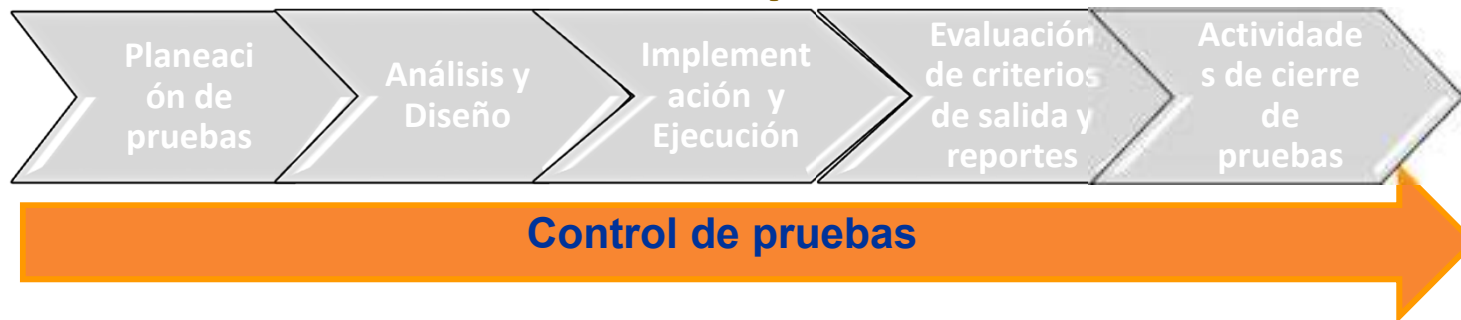 Planeaci
ón de
pruebas
Análisis y
Diseño
Implement
ación y
Ejecución
Evaluación
de criterios
de salida y
reportes
Actividade
s de cierre
de
pruebas
Control de pruebas